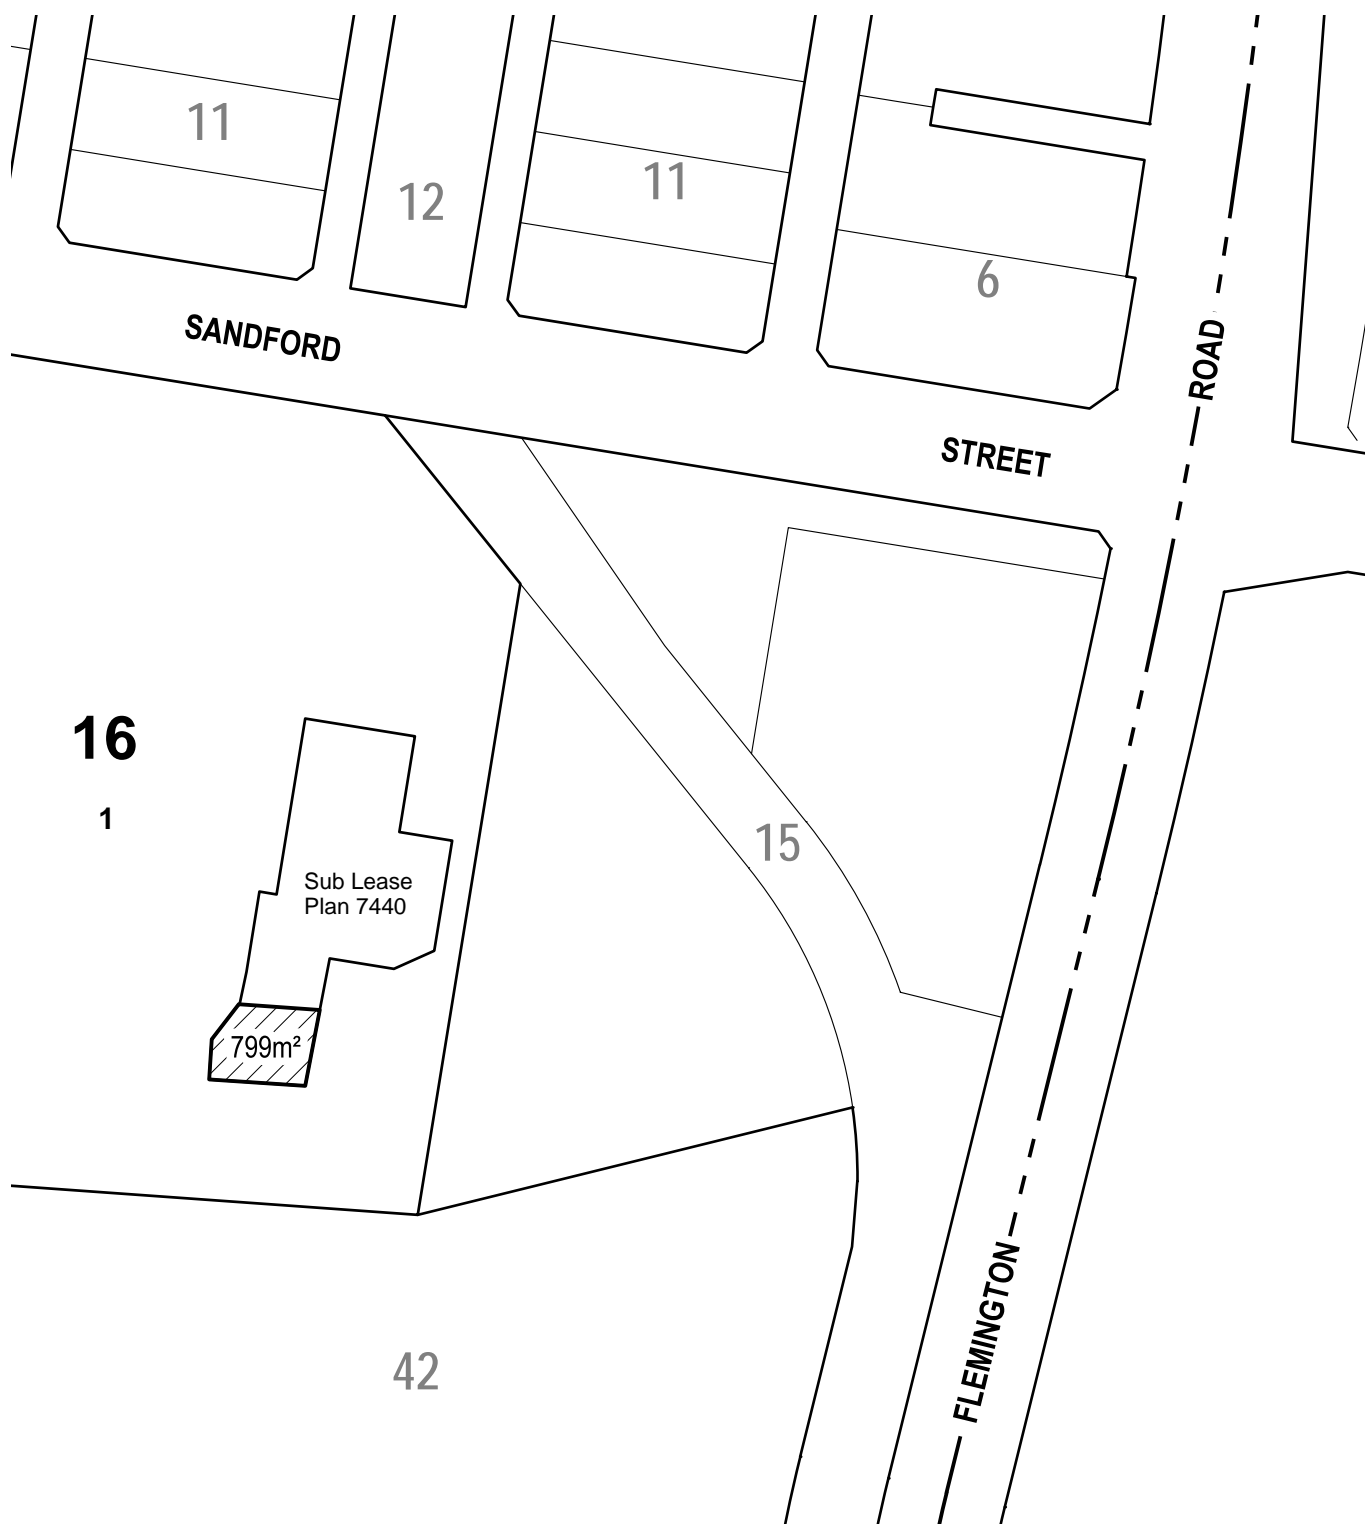 11
12
11
6
SANDFORD
ROAD
STREET
16
1
15
Sub Lease
Plan 7440
799m²
FLEMINGTON
42